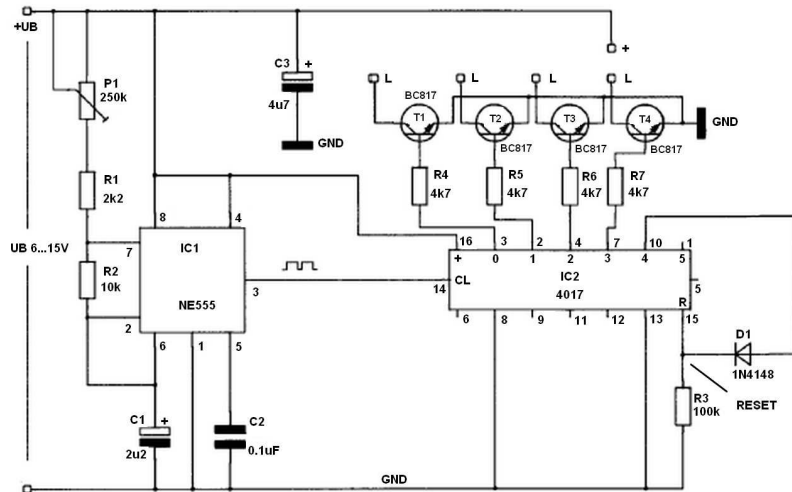 +UB
P1
250k
C3
+
4u7
GND
+
L
L
L
L
BC817
T1
T2
T3
T4
BC817
BC817
BC817
GND
R1
2k2
R4
4k7
R5
4k7
R6
4k7
R7
4k7
UB 6...15V
8
4
7
IC1
R2
10k
3
NE555
2
6
1
5
16
3
2
4
7
10
1
+
0
1
2
3
4
5
IC2
14
CL
4017
5
R
6
8
9
11
12
13
15
D1
1N4148
C1
+
2u2
C2
0.1uF
R3
100k
RESET
GND